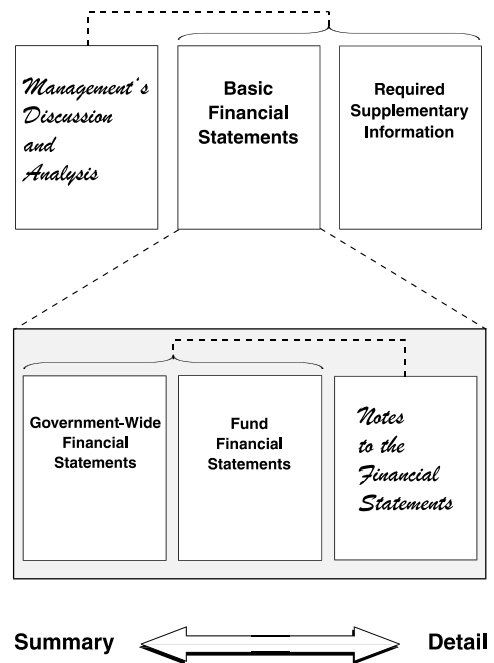 Management's
Discussion
and
Analysis
Basic
Financial
Statements
Required
Supplementary
Information
Government-Wide
Financial
Statements
Fund
Financial
Statements
Notes
to the
Financial
Statements
Summary
Detail